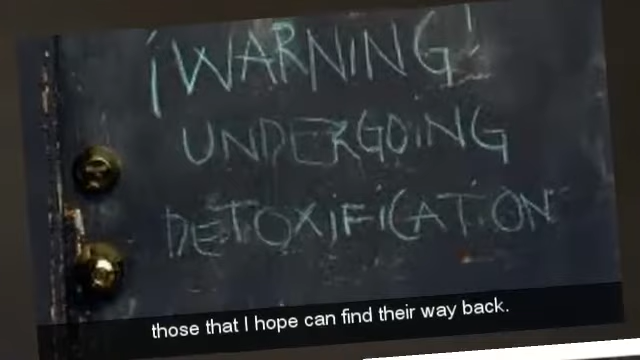 ¡WARNING!
UNDERGOING
DETOXIFICATION
those that I hope can find their way back.